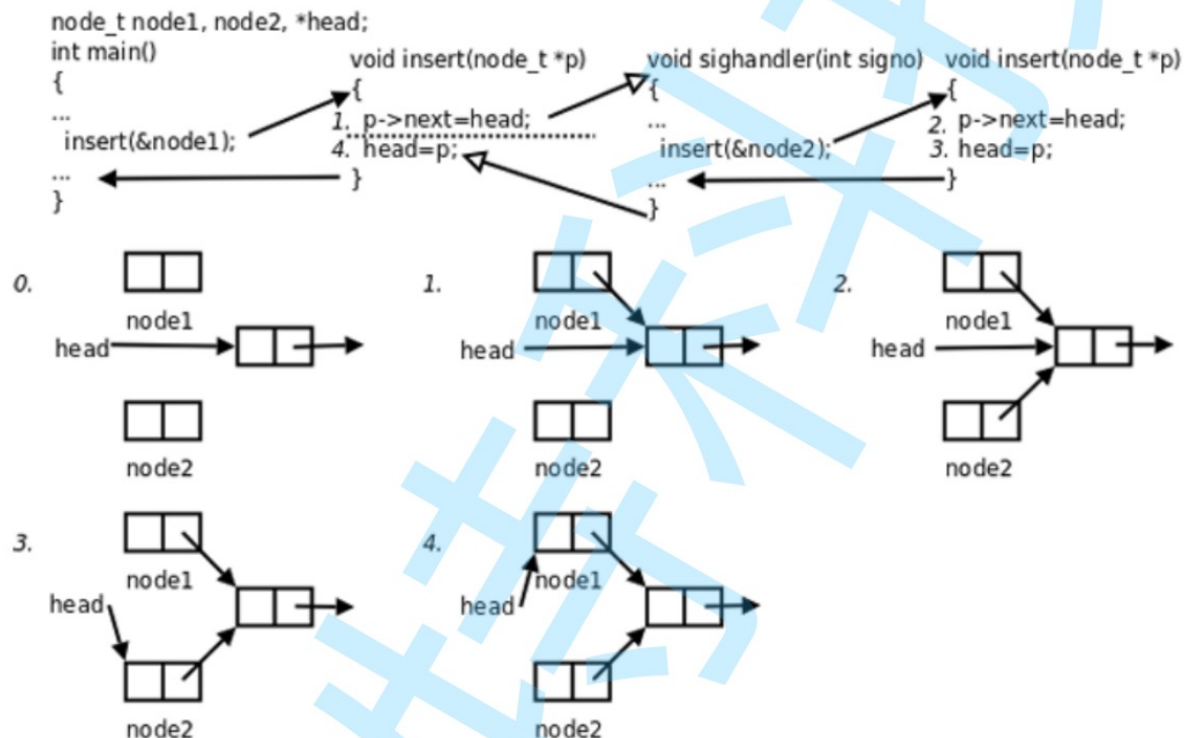 node_t node1, node2, *head;
int main()
{
...
insert(&node1);
...
}
void insert(node_t *p)
{
1. p->next=head;
4. head=p;
}
void sighandler(int signo)
{
...
insert(&node2);
...
}
void insert(node_t *p)
{
2. p->next=head;
3. head=p;
}
0.
node1
head
node2
1.
node1
head
node2
2.
node1
head
node2
3.
node1
head
node2
4.
node1
head
node2